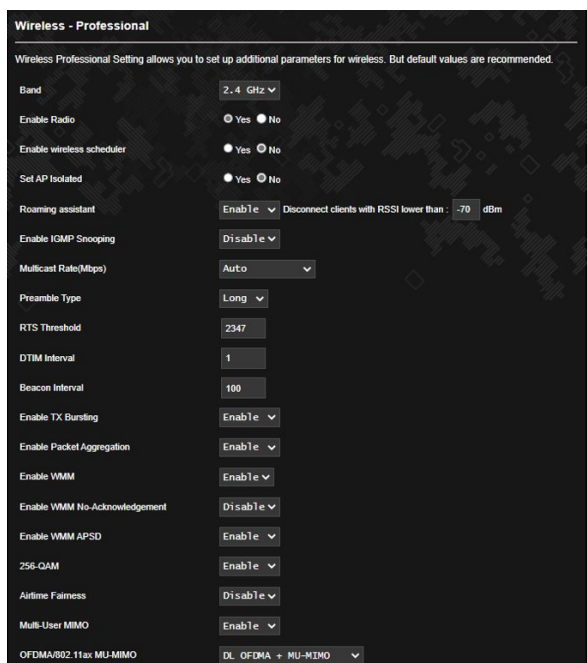 Wireless - Professional
Wireless Professional Setting allows you to set up additional parameters for wireless. But default values are recommended.
Band 2.4 GHz
Enable Radio Yes No
Enable wireless scheduler Yes No
Set AP Isolated Yes No
Roaming assistant Enable Disconnect clients with RSSI lower than : -70 dBm
Enable IGMP Snooping Disable
Multicast Rate(Mbps) Auto
Preamble Type Long
RTS Threshold 2347
DTIM Interval 1
Beacon Interval 100
Enable TX Bursting Enable
Enable Packet Aggregation Enable
Enable WMM Enable
Enable WMM No-Acknowledgement Disable
Enable WMM APSD Enable
256-QAM Enable
Airtime Fairness Disable
Multi-User MIMO Enable
OFDMA/802.11ax MU-MIMO DL OFDMA + MU-MIMO